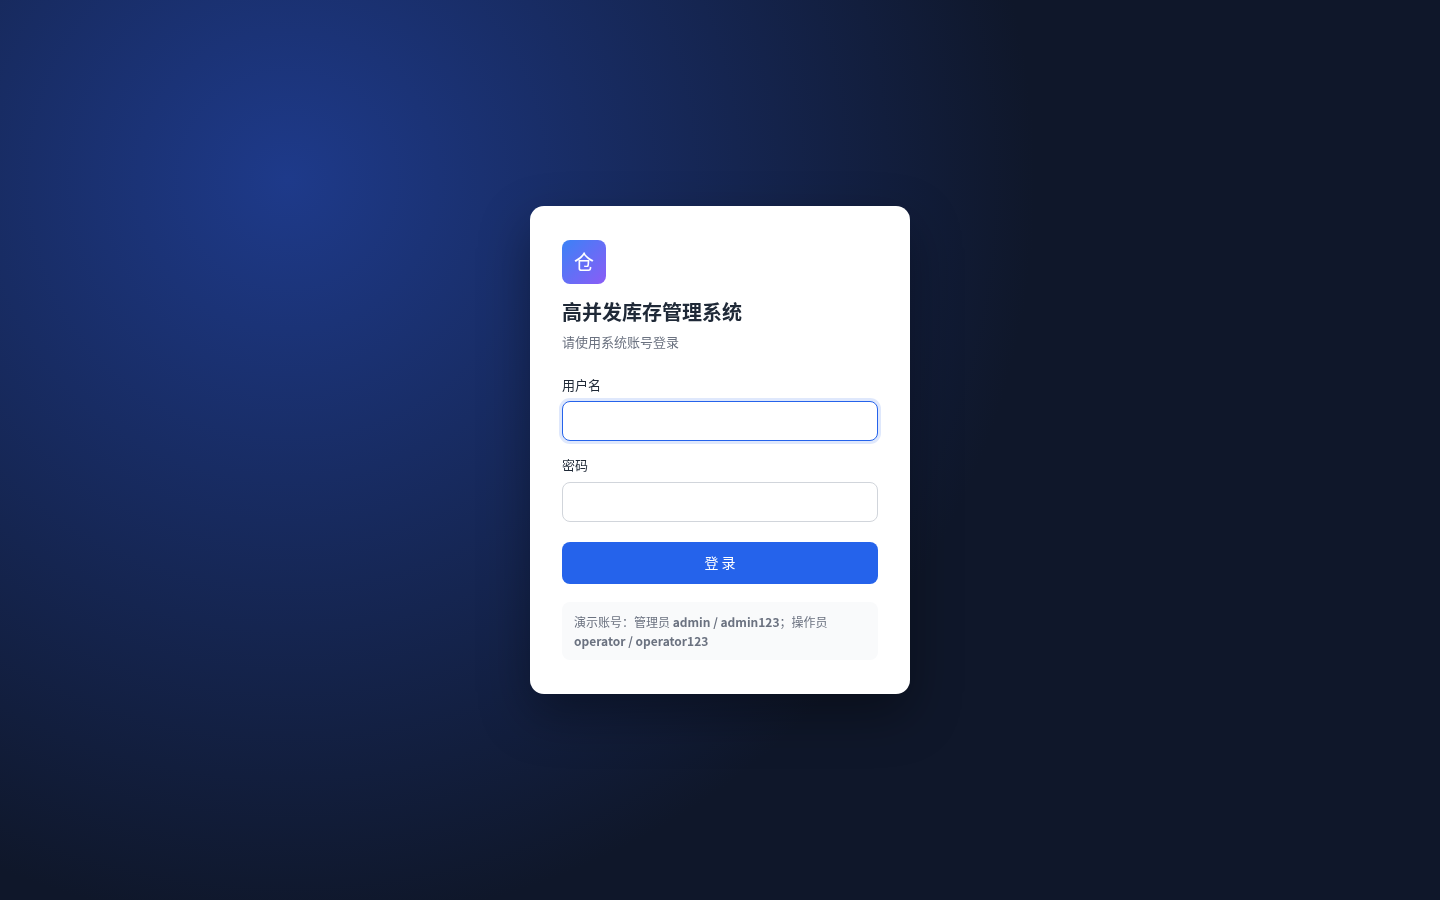 仓
高并发库存管理系统
请使用系统账号登录
用户名
密码
登 录
演示账号：管理员 admin / admin123；操作员
operator / operator123